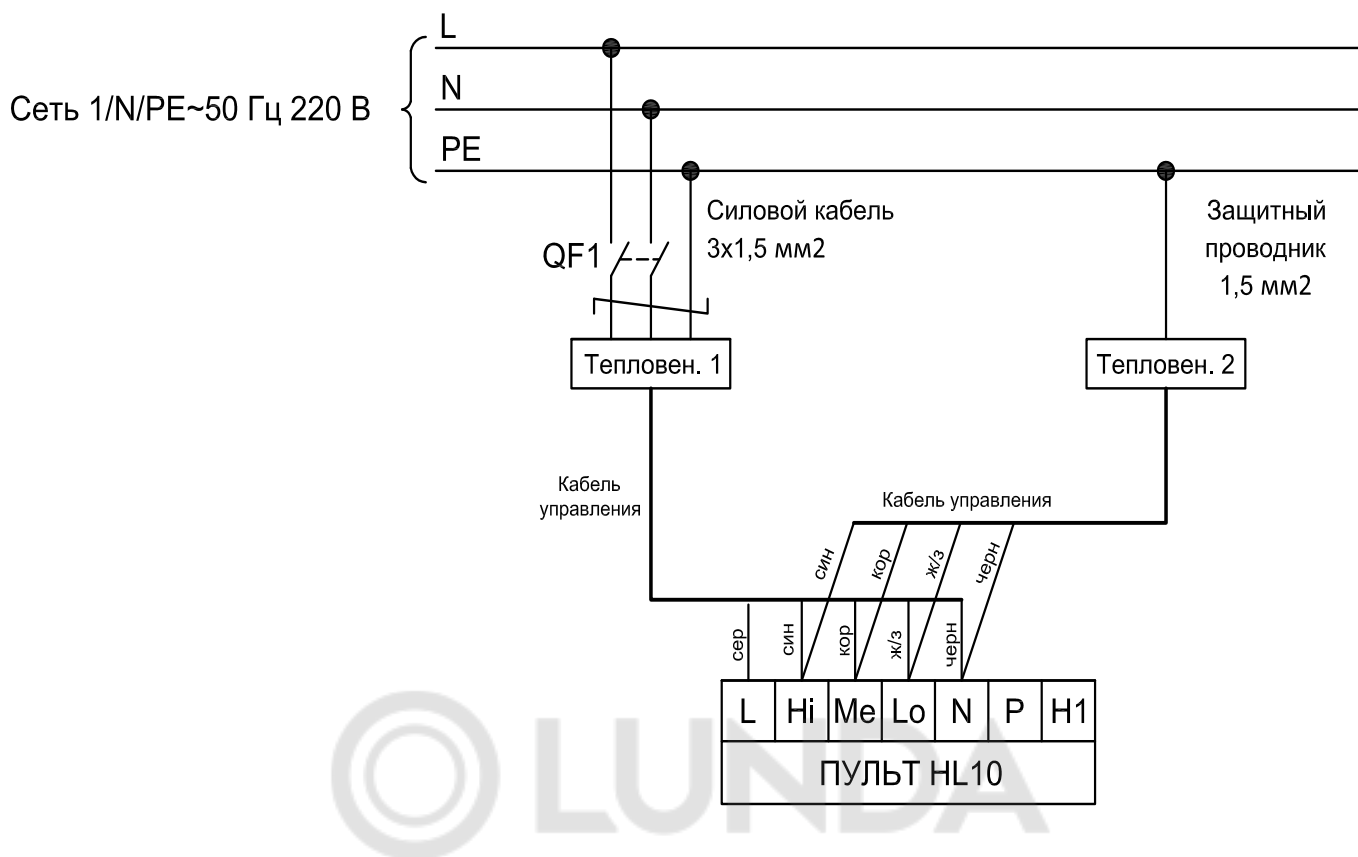 L
Сеть 1/N/PE~50 Гц 220 В
N
PE
Силовой кабель
3х1,5 мм2
Защитный
проводник
1,5 мм2
QF1
Тепловен. 1
Тепловен. 2
Кабель
управления
Кабель управления
син
кор
ж/з
черн
сер
син
кор
ж/з
черн
L Hi Me Lo N P H1
ПУЛЬТ HL10
LUNDA